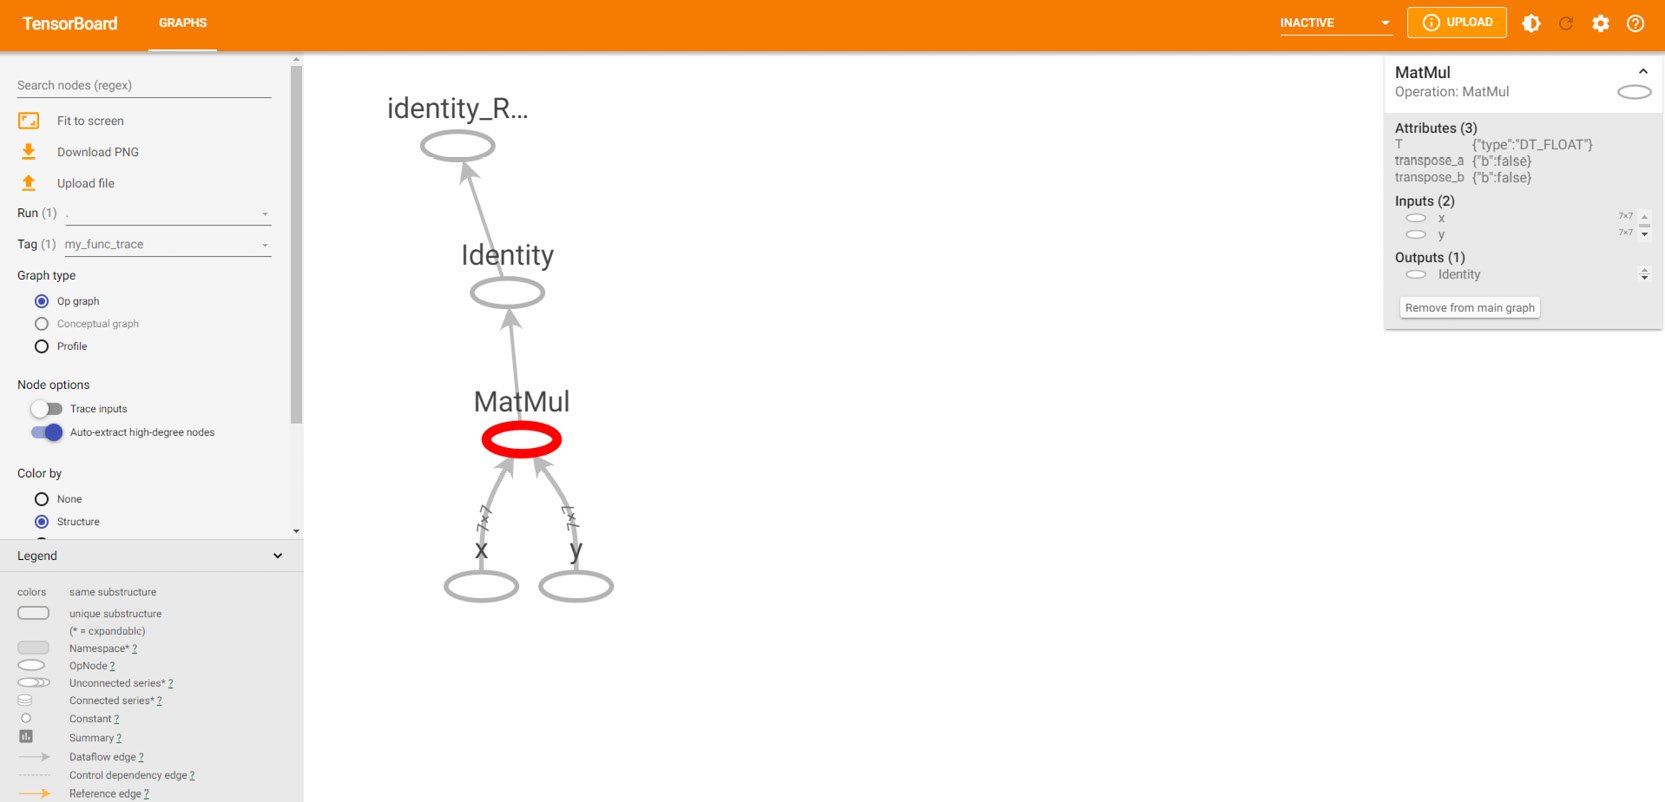 TensorBoard
GRAPHS
INACTIVE
UPLOAD
Search nodes (regex)
Fit to screen
Download PNG
Upload file
Run (1) .
Tag (1) my_func_trace
Graph type
Op graph
Conceptual graph
Profile
Node options
Trace inputs
Auto-extract high-degree nodes
Color by
None
Structure
Legend
colors same substructure
unique substructure
(* = expandable)
Namespace* ?
OpNode ?
Unconnected series* ?
Connected series* ?
Constant ?
Summary ?
Dataflow edge ?
Control dependency edge ?
Reference edge ?
identity_R...
Identity
MatMul
7×7
7×7
x
y
MatMul
Operation: MatMul
Attributes (3)
T {"type":"DT_FLOAT"}
transpose_a {"b":false}
transpose_b {"b":false}
Inputs (2)
x 7×7
y 7×7
Outputs (1)
Identity
Remove from main graph